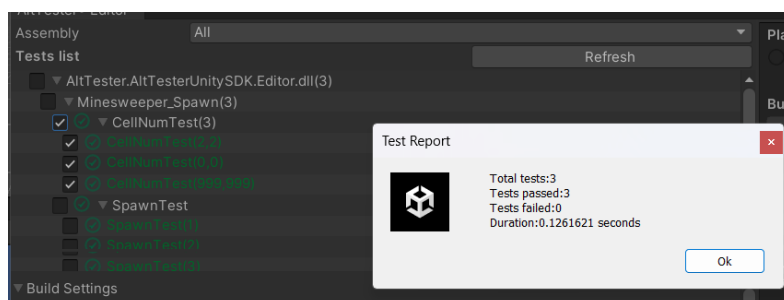 AltTester - Editor
Assembly
All
Tests list
Refresh
AltTester.AltTesterUnitySDK.Editor.dll(3)
Minesweeper_Spawn(3)
CellNumTest(3)
CellNumTest(2,2)
CellNumTest(0,0)
CellNumTest(999,999)
SpawnTest
SpawnTest(1)
SpawnTest(2)
SpawnTest(3)
Build Settings
Pla
Bu
Test Report
Total tests:3
Tests passed:3
Tests failed:0
Duration:0.1261621 seconds
Ok